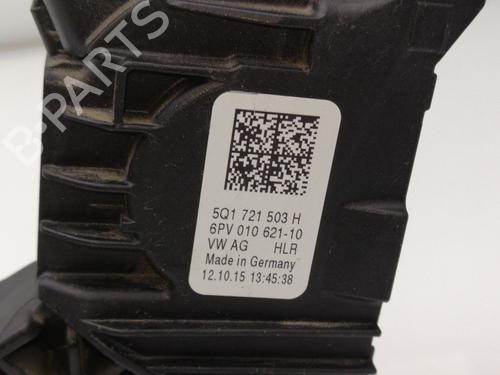 B-PARTS
5Q1 721 503 H
6PV 010 621-10
VW AG HLR
Made in Germany
12.10.15 13:45:38